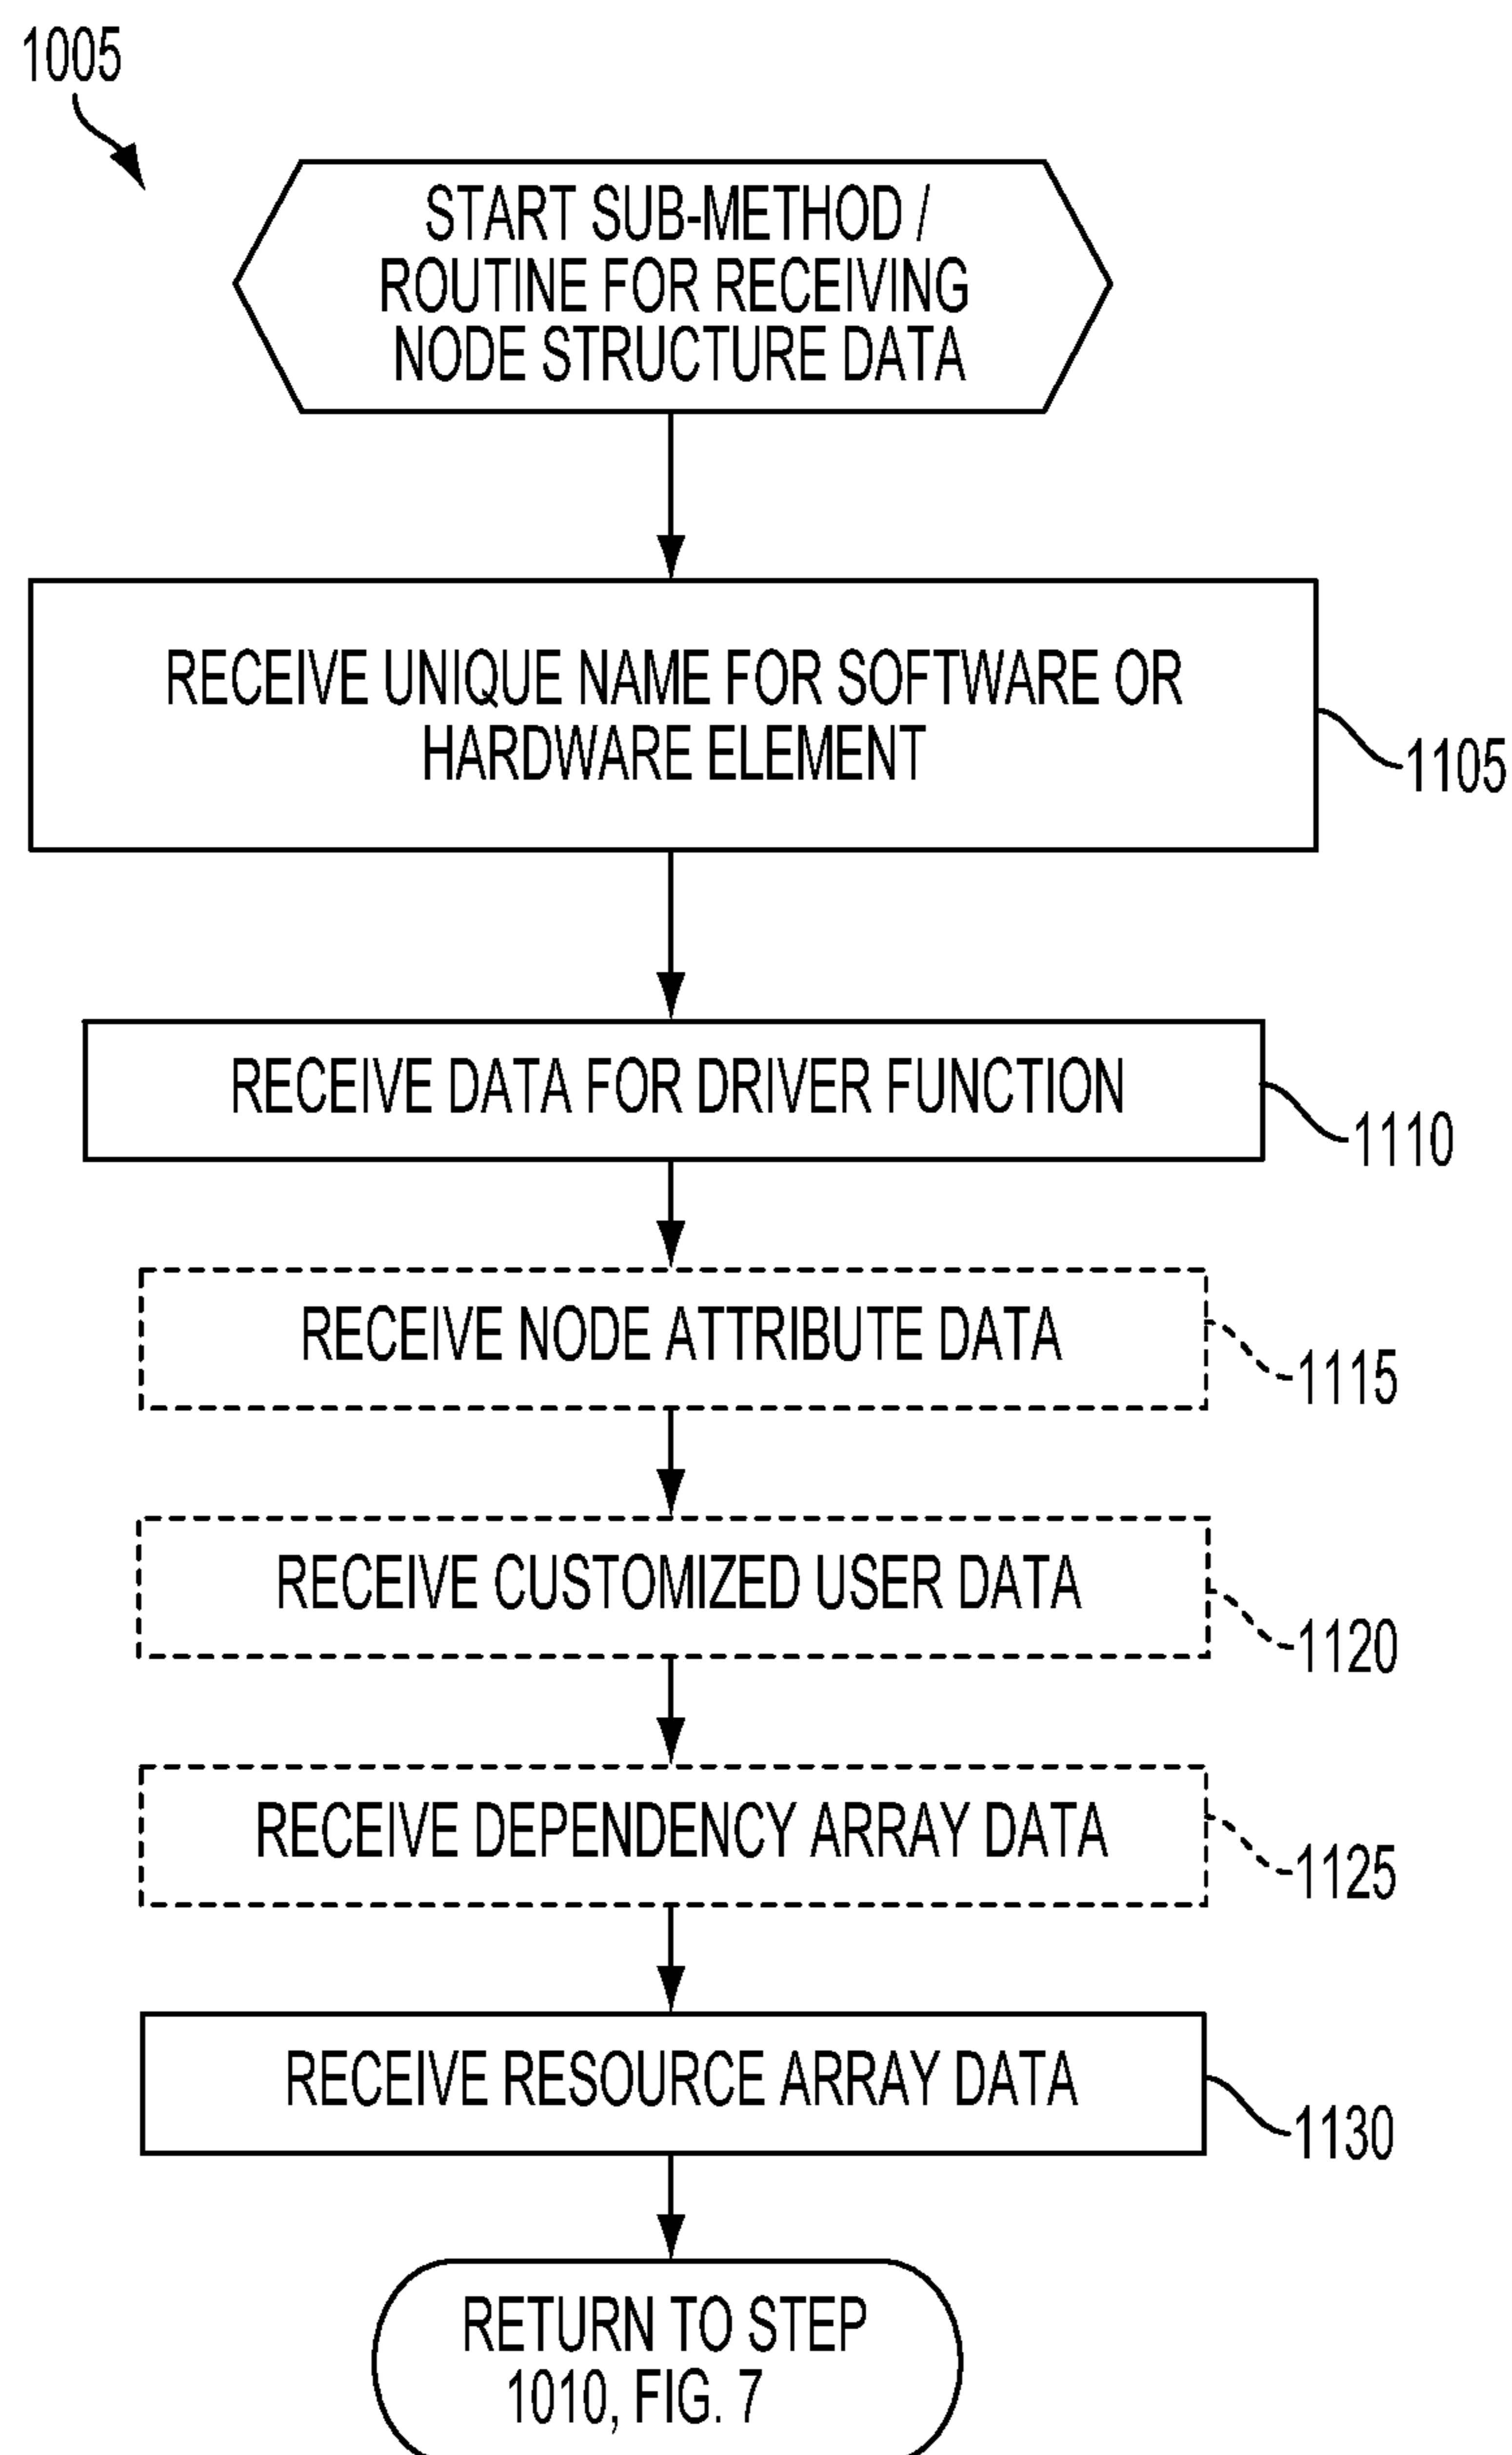 1005
START SUB-METHOD /
ROUTINE FOR RECEIVING
NODE STRUCTURE DATA
RECEIVE UNIQUE NAME FOR SOFTWARE OR
HARDWARE ELEMENT
1105
RECEIVE DATA FOR DRIVER FUNCTION
1110
RECEIVE NODE ATTRIBUTE DATA
1115
RECEIVE CUSTOMIZED USER DATA
1120
RECEIVE DEPENDENCY ARRAY DATA
1125
RECEIVE RESOURCE ARRAY DATA
1130
RETURN TO STEP
1010, FIG. 7